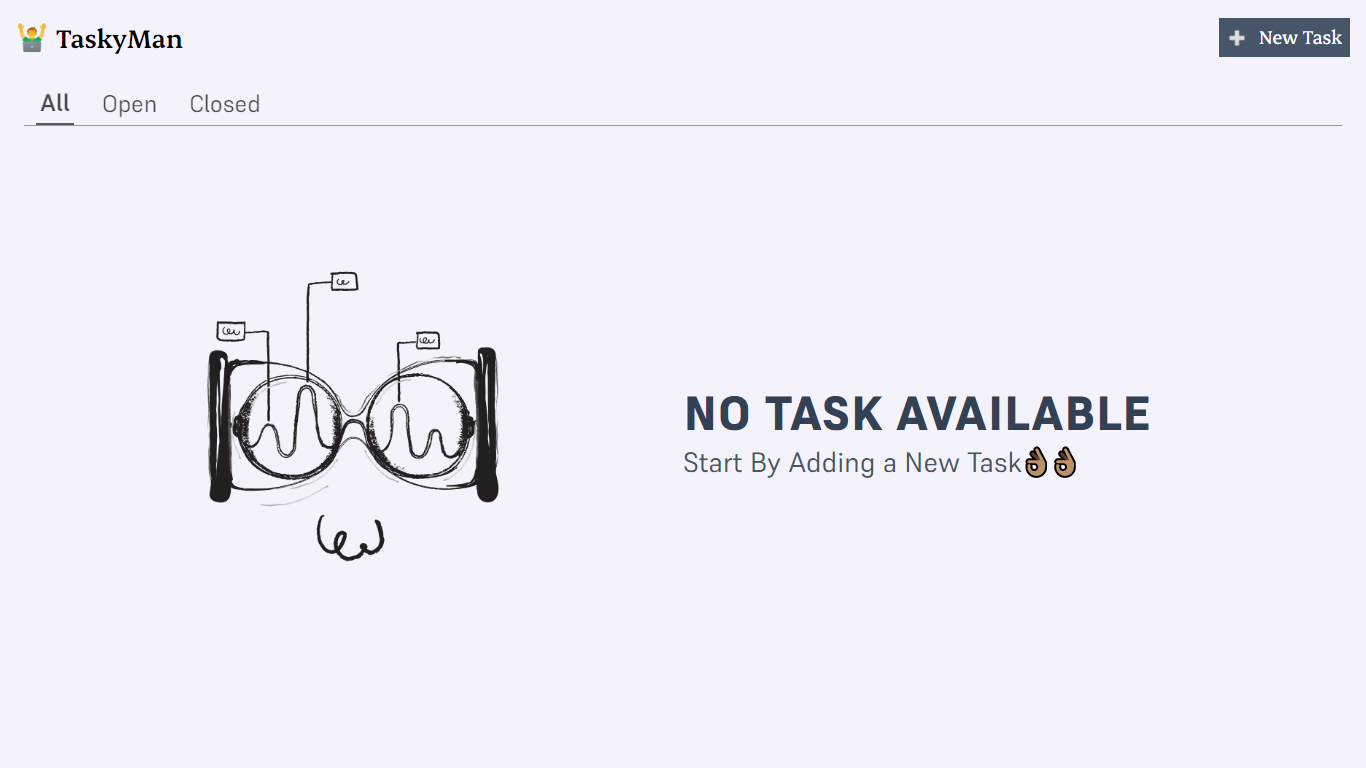 TaskyMan
New Task
All Open Closed
NO TASK AVAILABLE
Start By Adding a New Task👌🏽👌🏽